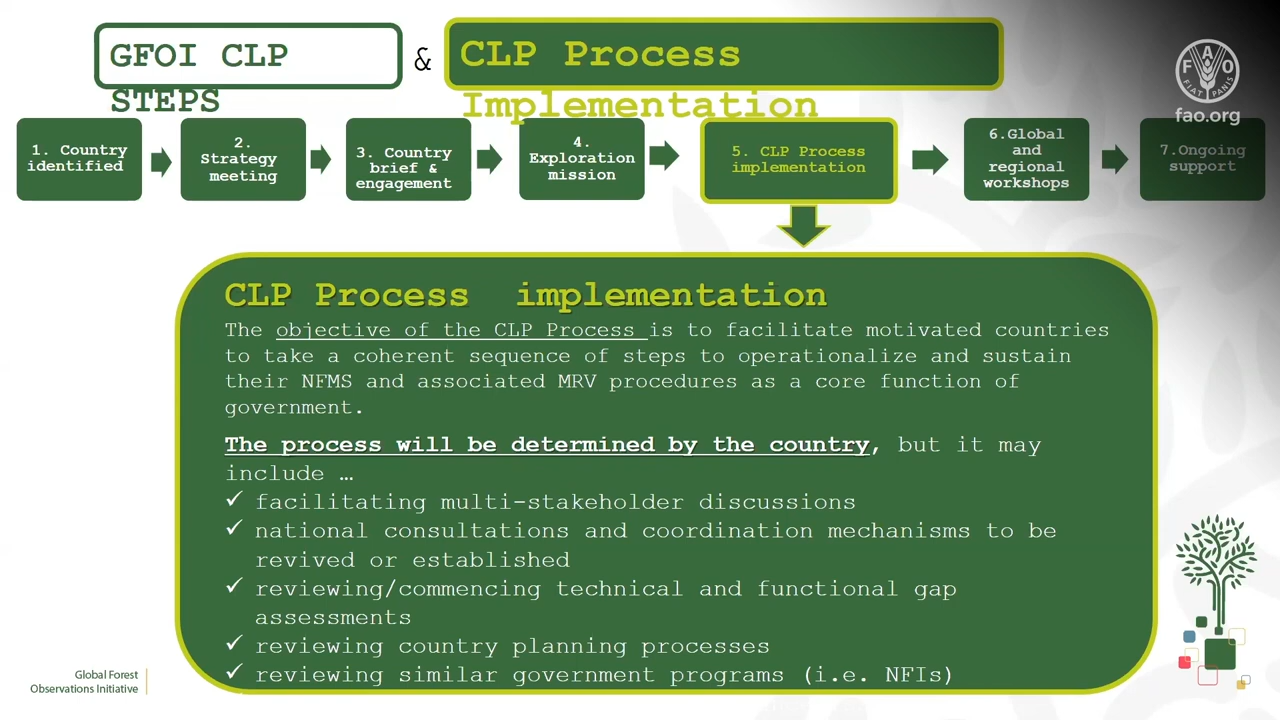 GFOI CLP
STEPS
&
CLP Process
Implementation
FAO
FIAT PANIS
fao.org
1. Country
identified
2.
Strategy
meeting
3. Country
brief &
engagement
4.
Exploration
mission
5. CLP Process
implementation
6.Global
and
regional
workshops
7.Ongoing
support
CLP Process implementation
The objective of the CLP Process is to facilitate motivated countries
to take a coherent sequence of steps to operationalize and sustain
their NFMS and associated MRV procedures as a core function of
government.
The process will be determined by the country, but it may
include …
✓ facilitating multi-stakeholder discussions
✓ national consultations and coordination mechanisms to be
revived or established
✓ reviewing/commencing technical and functional gap
assessments
✓ reviewing country planning processes
✓ reviewing similar government programs (i.e. NFIs)
Global Forest
Observations Initiative